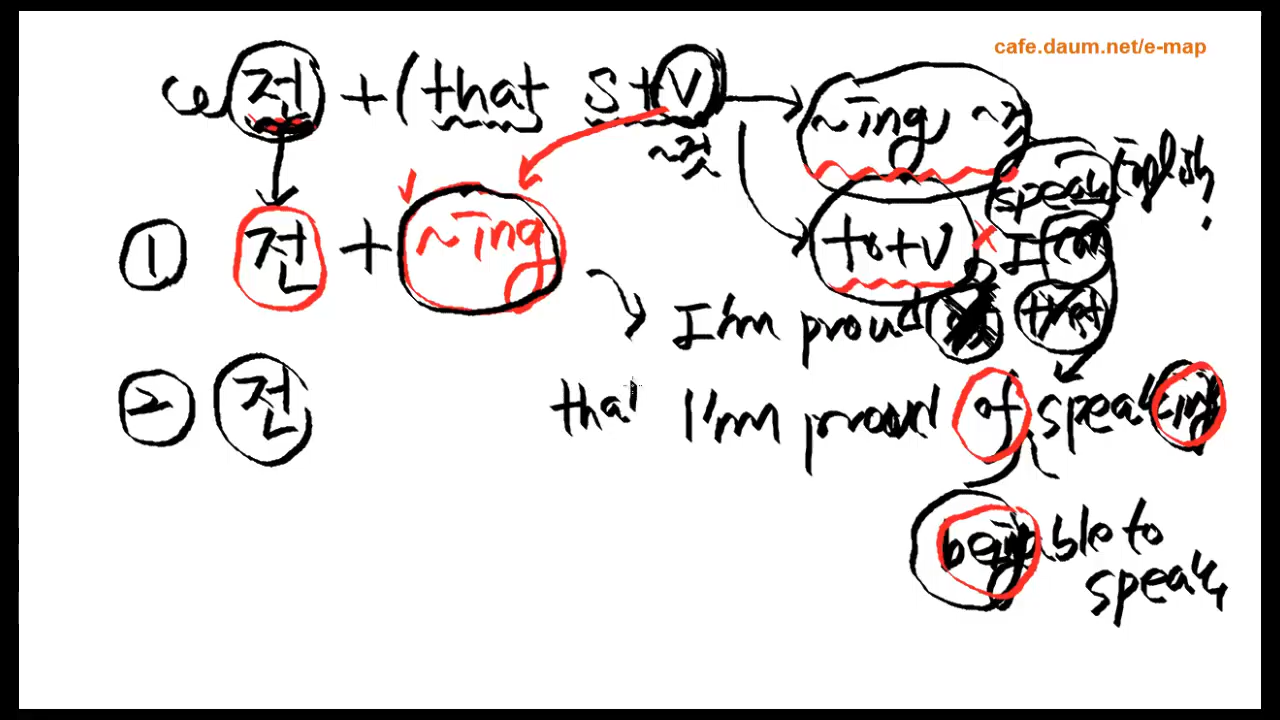 cafe.daum.net/e-map
전 + (that S+V
~것
~ing, ~것
① 전 + ~ing
to+V
speak English.
I can
I'm proud that
② 전
that I'm proud of speaking
being able to
speak